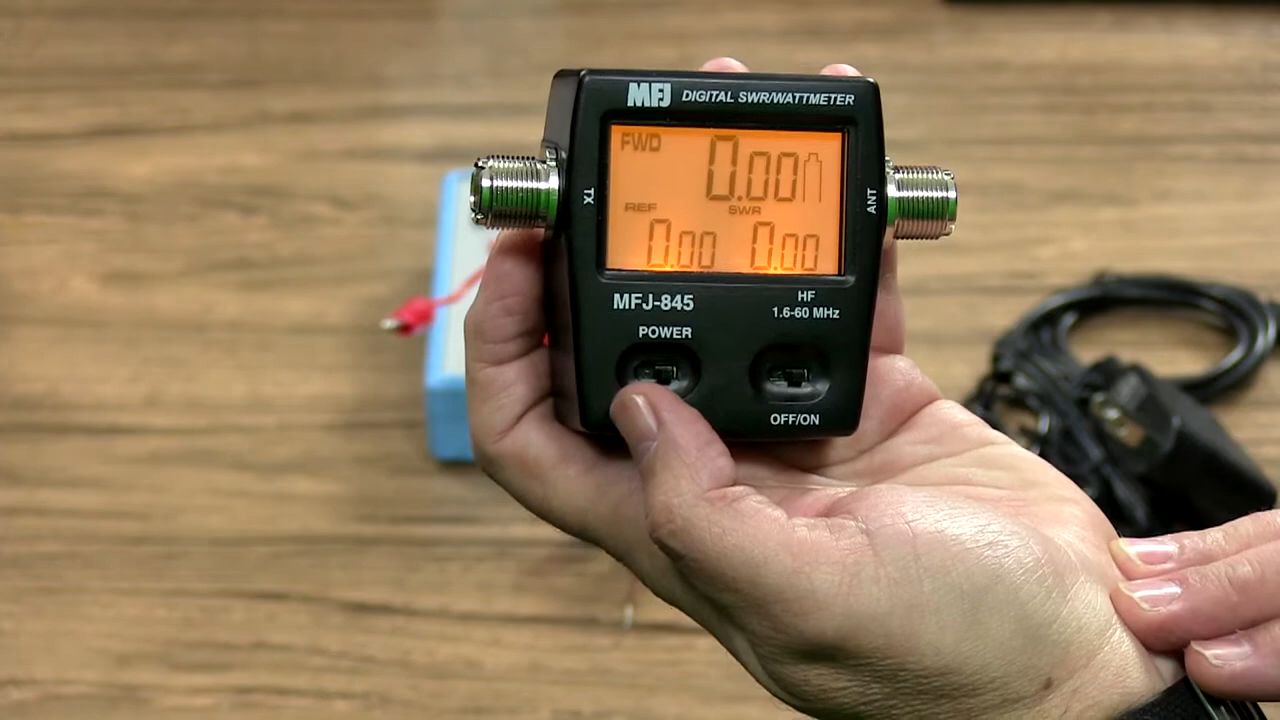 MFJ DIGITAL SWR/WATTMETER
FWD 0.00
REF SWR
0.00 0.00
TX
ANT
MFJ-845
HF
1.6-60 MHz
POWER
OFF/ON